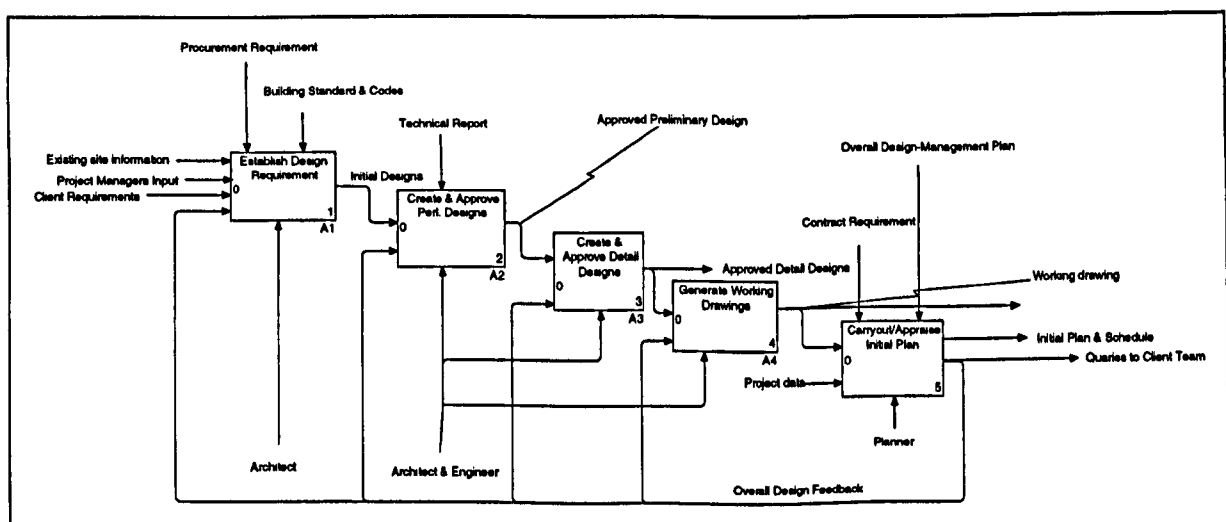 Procurement Requirement
Building Standard & Codes
Technical Report
Approved Preliminary Design
Overall Design-Management Plan
Existing site information
Project Managers Input
Client Requirements
Establish Design
Requirement
0
1
A1
Initial Designs
Create & Approve
Perl. Designs
0
2
A2
Create &
Approve Detail
Designs
0
3
A3
Contract Requirement
Approved Detail Designs
Working drawing
Generate Working
Drawings
0
4
A4
Carryout/Appraise
Initial Plan
0
5
Initial Plan & Schedule
Quaries to Client Team
Project data
Planner
Architect
Architect & Engineer
Overall Design Feedback